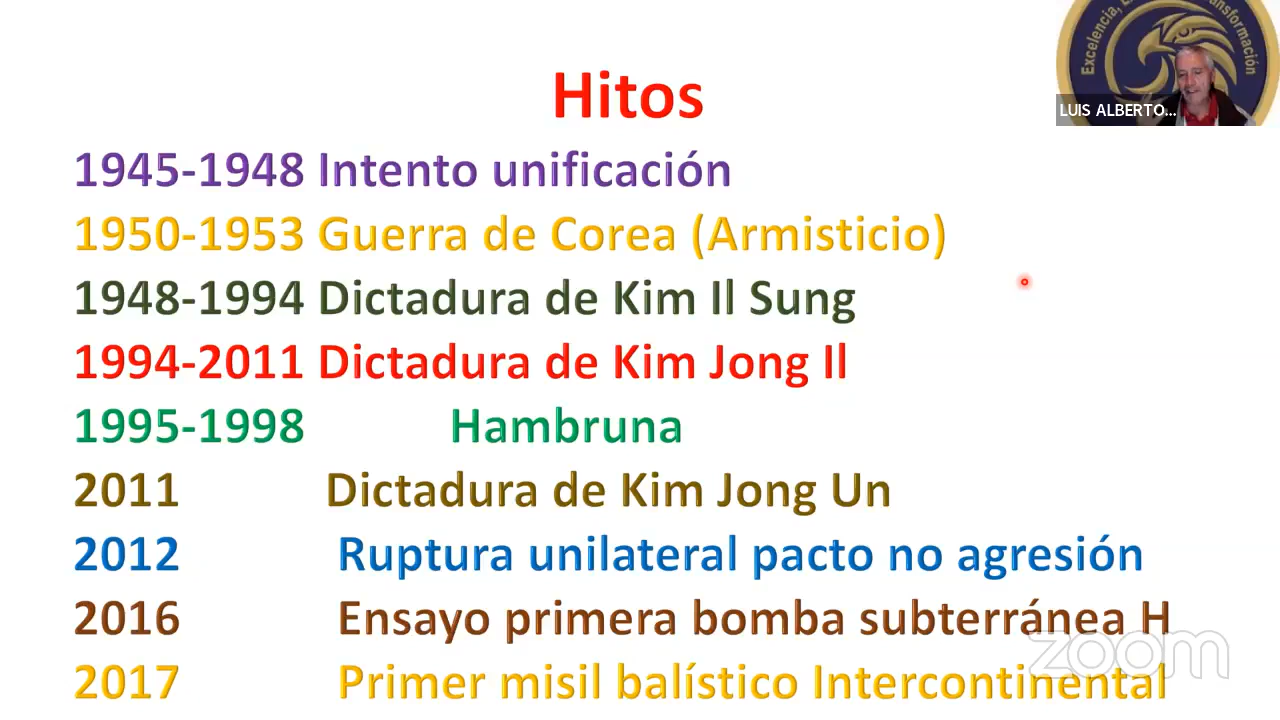 Excelencia, transformación
LUIS ALBERTO...
Hitos
1945-1948 Intento unificación
1950-1953 Guerra de Corea (Armisticio)
1948-1994 Dictadura de Kim Il Sung
1994-2011 Dictadura de Kim Jong Il
1995-1998 Hambruna
2011 Dictadura de Kim Jong Un
2012 Ruptura unilateral pacto no agresión
2016 Ensayo primera bomba subterránea H
2017 Primer misil balístico Intercontinental
zoom